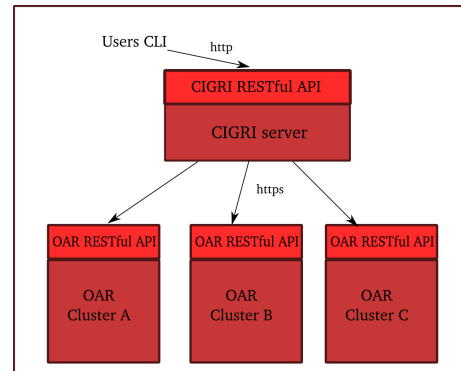 Users CLI
http
CIGRI RESTful API
CIGRI server
https
OAR RESTful API
OAR RESTful API
OAR RESTful API
OAR
Cluster A
OAR
Cluster B
OAR
Cluster C